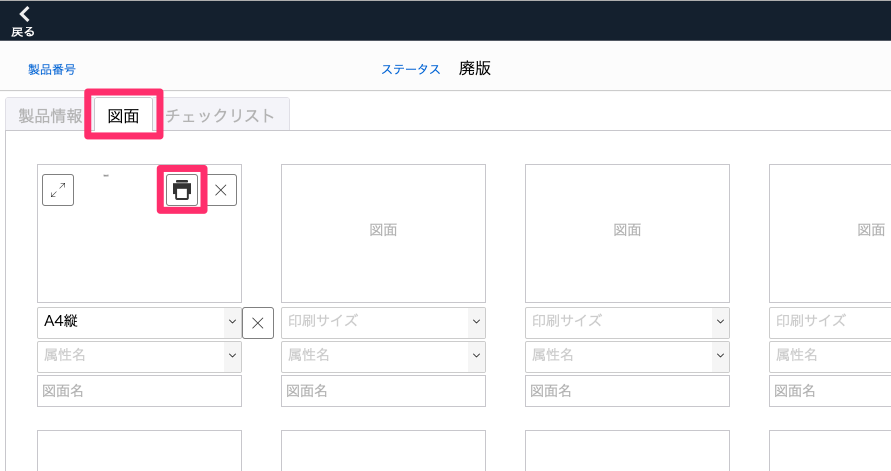 戻る
製品番号 ステータス 廃版
製品情報 図面 チェックリスト
図面 図面 図面
A4縦 印刷サイズ 印刷サイズ 印刷サイズ
属性名 属性名 属性名 属性名
図面名 図面名 図面名 図面名